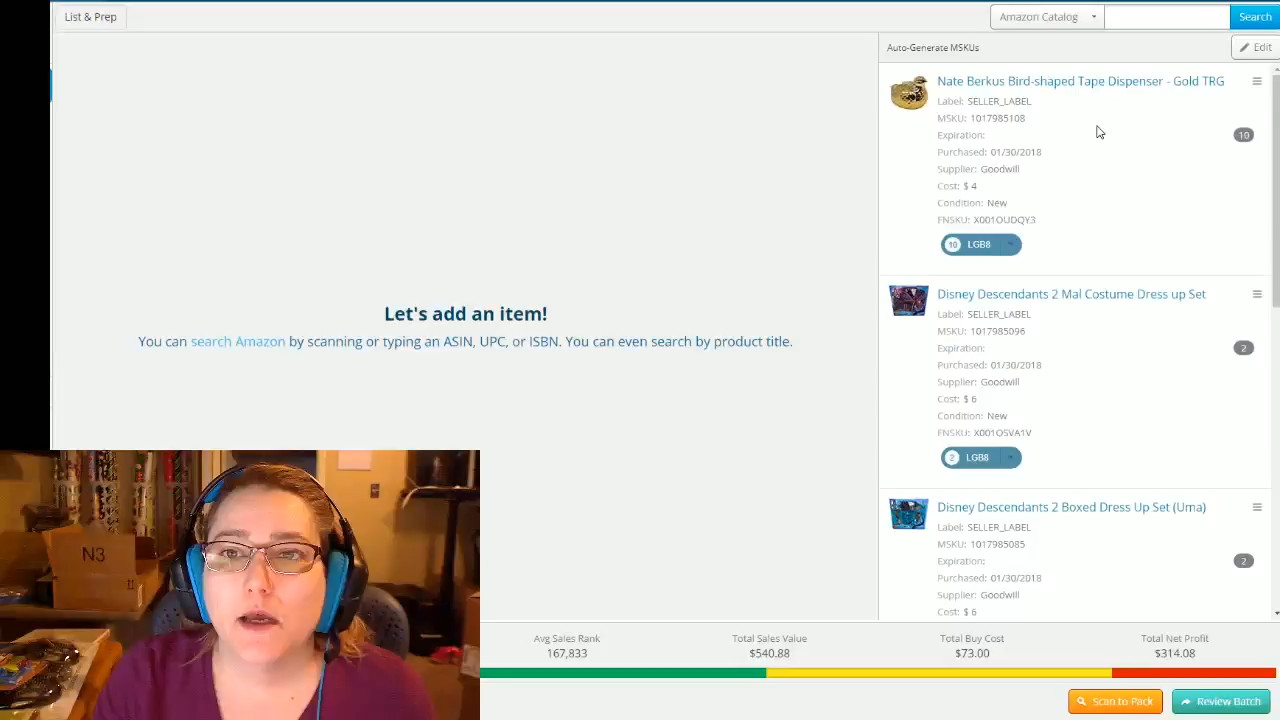 List & Prep
Amazon Catalog
Search
Auto-Generate MSKUs
Edit
Nate Berkus Bird-shaped Tape Dispenser - Gold TRG
Label: SELLER_LABEL
MSKU: 1017985108
Expiration:
10
Purchased: 01/30/2018
Supplier: Goodwill
Cost: $ 4
Condition: New
FNSKU: X001OUDQY3
10 LGB8
Disney Descendants 2 Mal Costume Dress up Set
Label: SELLER_LABEL
MSKU: 1017985096
Expiration:
2
Purchased: 01/30/2018
Supplier: Goodwill
Cost: $ 6
Condition: New
FNSKU: X001QSVA1V
2 LGB8
Disney Descendants 2 Boxed Dress Up Set (Uma)
Label: SELLER_LABEL
MSKU: 1017985085
Expiration:
2
Purchased: 01/30/2018
Supplier: Goodwill
Cost: $ 6
Let's add an item!
You can search Amazon by scanning or typing an ASIN, UPC, or ISBN. You can even search by product title.
N3
Avg Sales Rank
167,833
Total Sales Value
$540.88
Total Buy Cost
$73.00
Total Net Profit
$314.08
Scan to Pack
Review Batch